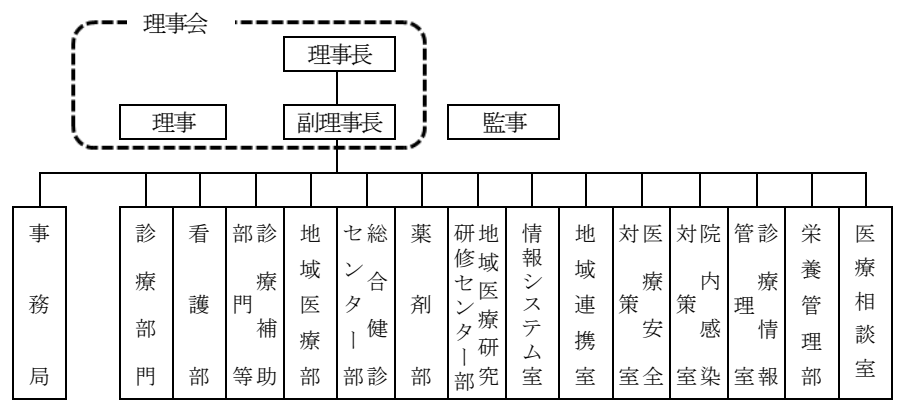 理事会
理事長
理事
副理事長
監事
事務局
診療部門
看護部
診療補助
部門等
地域医療部
総合健診
センター部
薬剤部
地域医療研究
研修センター部
情報システム室
地域連携室
医療安全
対策室
院内感染
対策室
診療情報
管理室
栄養管理部
医療相談室